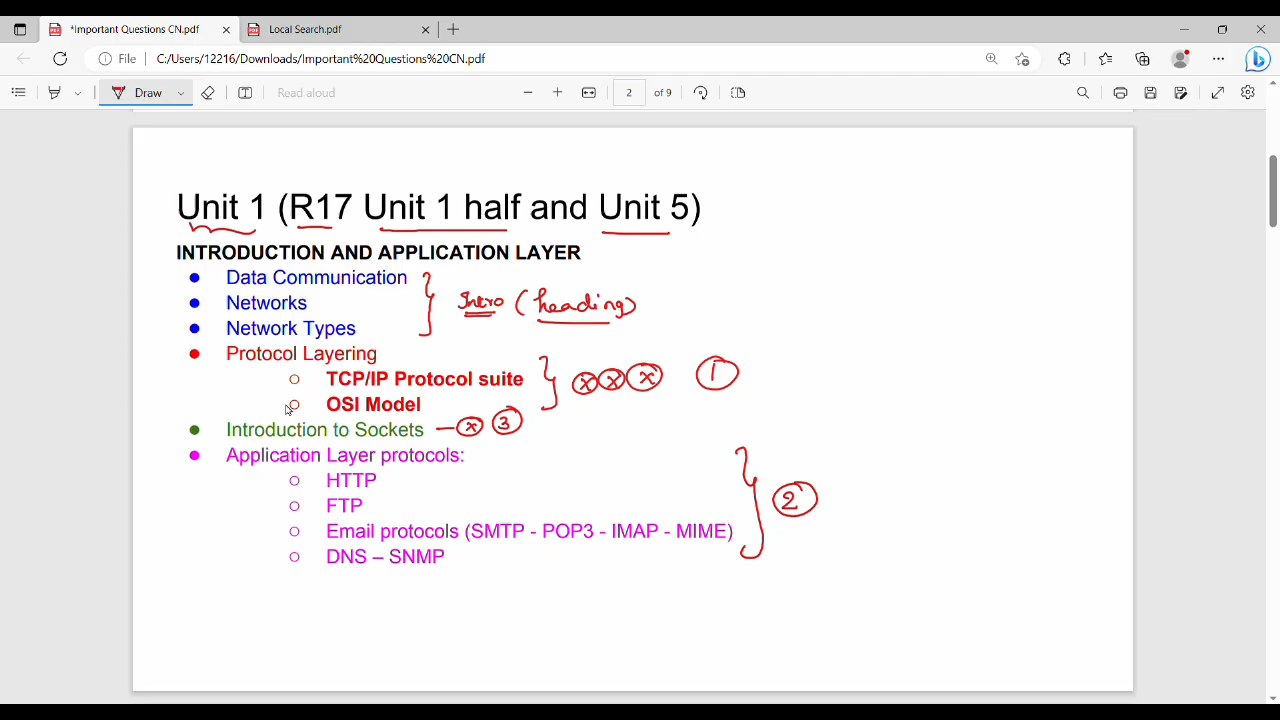 *Important Questions CN.pdf
Local Search.pdf
File C:/Users/12216/Downloads/Important%20Questions%20CN.pdf
Draw
Read aloud
2 of 9
Unit 1 (R17 Unit 1 half and Unit 5)
INTRODUCTION AND APPLICATION LAYER
● Data Communication
● Networks
Intro (heading)
● Network Types
● Protocol Layering
○ TCP/IP Protocol suite
x x x 1
○ OSI Model
● Introduction to Sockets - x 3
● Application Layer protocols:
○ HTTP
2
○ FTP
○ Email protocols (SMTP - POP3 - IMAP - MIME)
○ DNS – SNMP